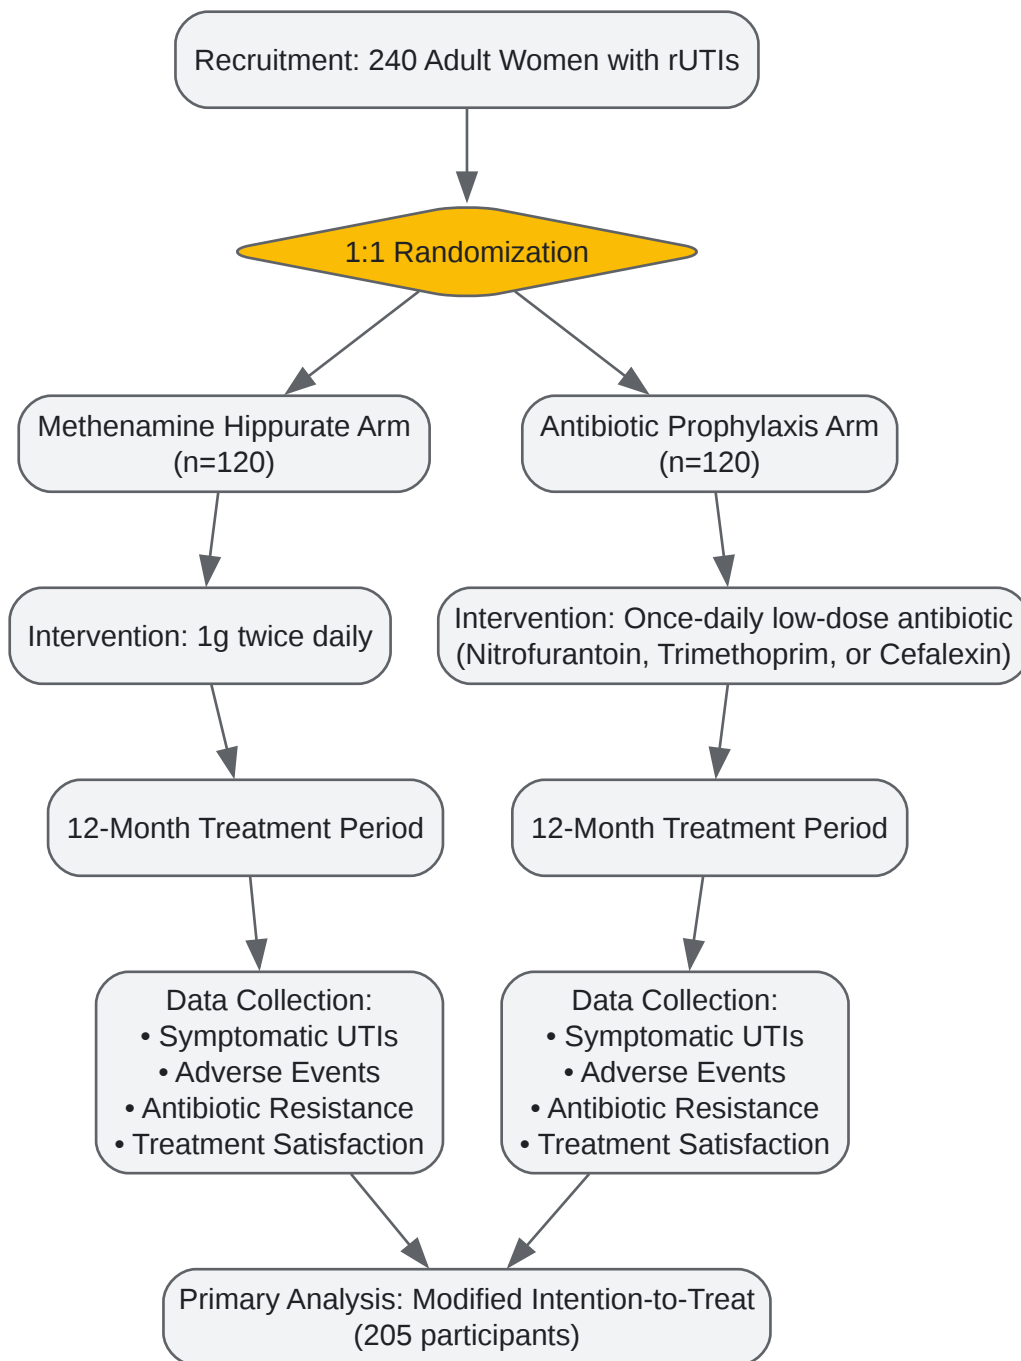 Recruitment: 240 Adult Women with rUTIs
1:1 Randomization
Methenamine Hippurate Arm
(n=120)
Antibiotic Prophylaxis Arm
(n=120)
Intervention: 1g twice daily
Intervention: Once-daily low-dose antibiotic
(Nitrofurantoin, Trimethoprim, or Cefalexin)
12-Month Treatment Period
12-Month Treatment Period
Data Collection:
• Symptomatic UTIs
• Adverse Events
• Antibiotic Resistance
• Treatment Satisfaction
Data Collection:
• Symptomatic UTIs
• Adverse Events
• Antibiotic Resistance
• Treatment Satisfaction
Primary Analysis: Modified Intention-to-Treat
(205 participants)